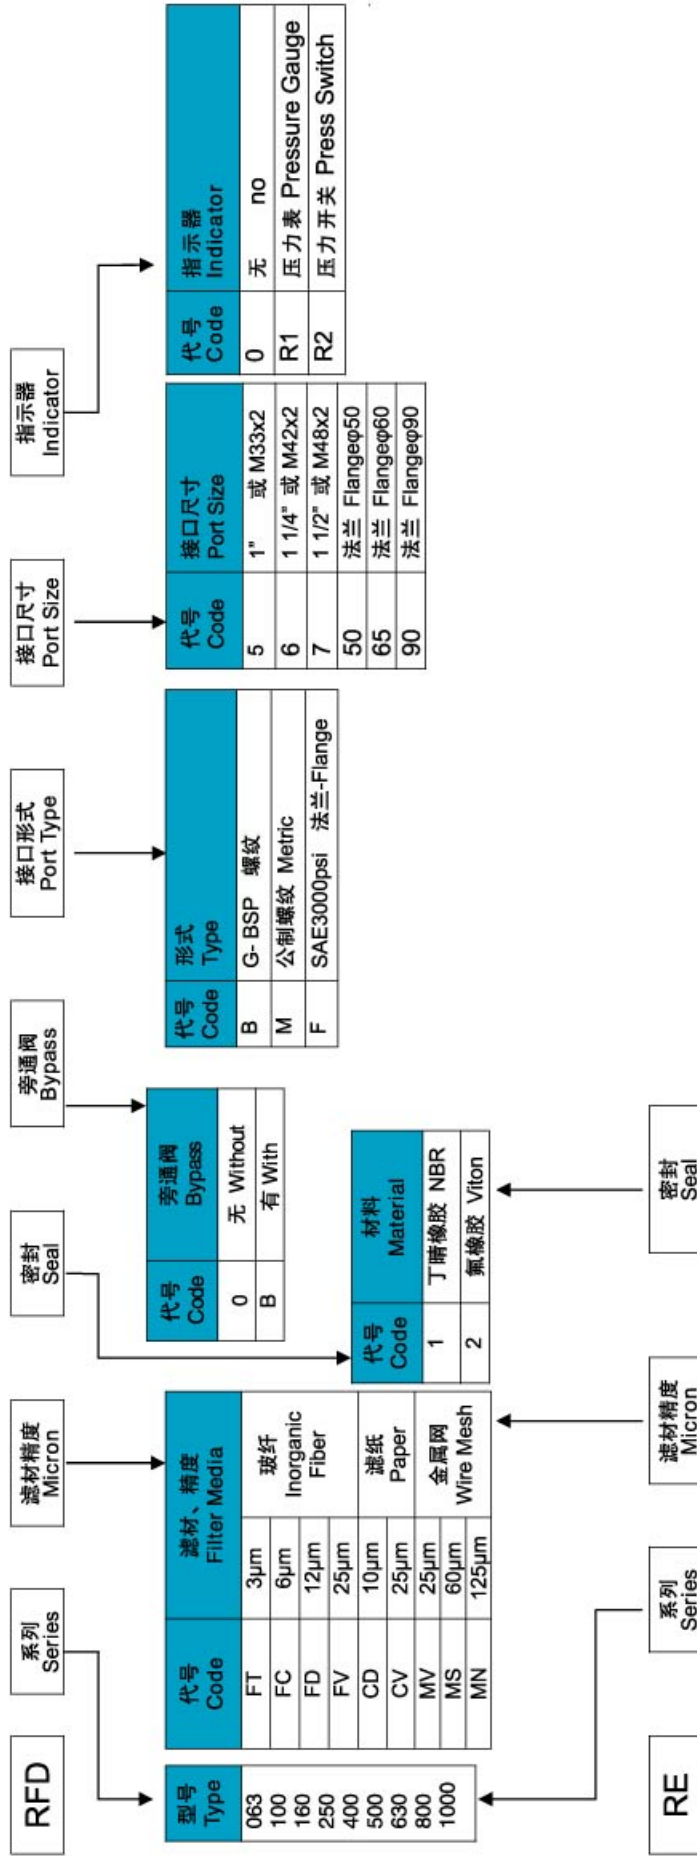 RFD
系列
Series
滤材精度
Micron
密封
Seal
旁通阀
Bypass
接口形式
Port Type
接口尺寸
Port Size
指示器
Indicator
型号
Type
063
100
160
250
400
500
630
800
1000
代号 滤材、精度
Code Filter Media
FT 3μm
FC 6μm
FD 12μm
FV 25μm
玻纤
Inorganic
Fiber
CD 10μm
CV 25μm
滤纸
Paper
MV 25μm
MS 60μm
MN 125μm
金属网
Wire Mesh
代号 旁通阀
Code Bypass
0 无 Without
B 有 With
代号 材料
Code Material
1 丁晴橡胶 NBR
2 氟橡胶 Viton
代号 形式
Code Type
B G- BSP 螺纹
M 公制螺纹 Metric
F SAE3000psi 法兰-Flange
代号 接口尺寸
Code Port Size
5 1” 或 M33x2
6 1 1/4” 或 M42x2
7 1 1/2” 或 M48x2
50 法兰 Flangeφ50
65 法兰 Flangeφ60
90 法兰 Flangeφ90
代号 指示器
Code Indicator
0 无 no
R1 压力表 Pressure Gauge
R2 压力开关 Press Switch
RE
系列
Series
滤材精度
Micron
密封
Seal